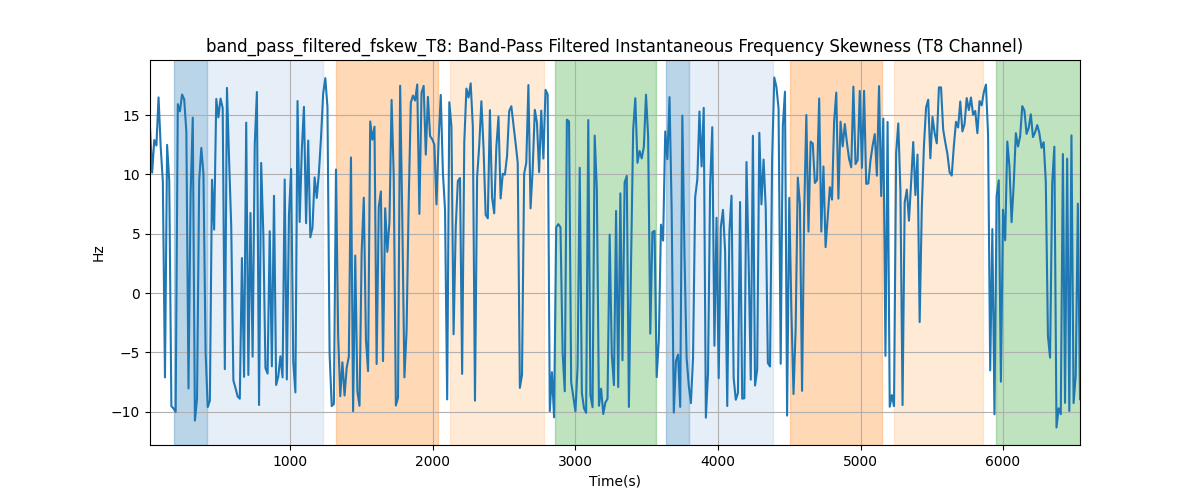 band_pass_filtered_fskew_T8: Band-Pass Filtered Instantaneous Frequency Skewness (T8 Channel)
Hz
15
10
5
0
−5
−10
1000 2000 3000 4000 5000 6000
Time(s)